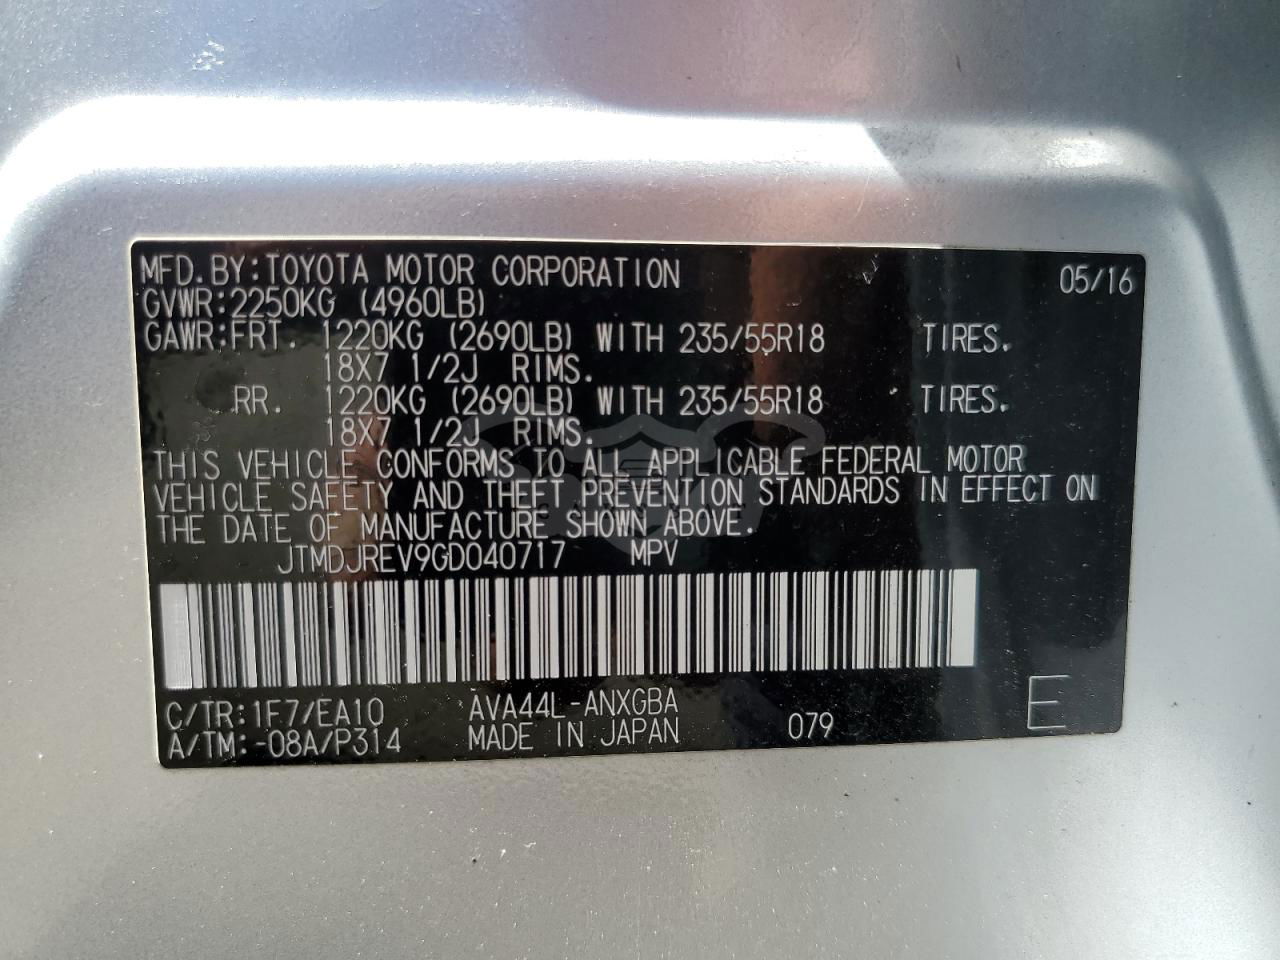 MFD.BY:TOYOTA MOTOR CORPORATION 05/16
GVWR:2250KG (4960LB)
GAWR:FRT. 1220KG (2690LB) WITH 235/55R18 TIRES.
18X7 1/2J RIMS.
RR. 1220KG (2690LB) WITH 235/55R18 TIRES.
18X7 1/2J RIMS.
THIS VEHICLE CONFORMS TO ALL APPLICABLE FEDERAL MOTOR
VEHICLE SAFETY AND THEFT PREVENTION STANDARDS IN EFFECT ON
THE DATE OF MANUFACTURE SHOWN ABOVE.
JTMDJREV9GD040717 MPV
C/TR:1F7/EA10 AVA44L-ANXGBA
A/TM:-08A/P314 MADE IN JAPAN 079 E